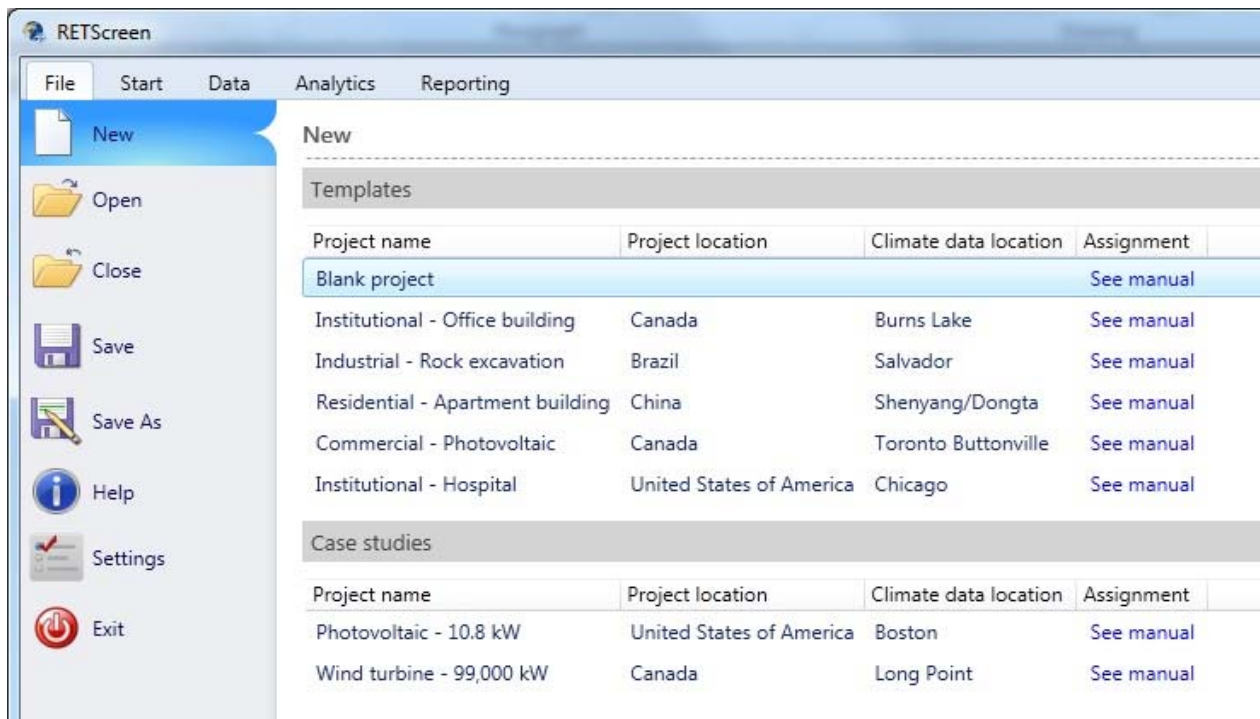 RETScreen
File Start Data Analytics Reporting
New
Open
Close
Save
Save As
Help
Settings
Exit
New
Templates
Project name Project location Climate data location Assignment
Blank project See manual
Institutional - Office building Canada Burns Lake See manual
Industrial - Rock excavation Brazil Salvador See manual
Residential - Apartment building China Shenyang/Dongta See manual
Commercial - Photovoltaic Canada Toronto Buttonville See manual
Institutional - Hospital United States of America Chicago See manual
Case studies
Project name Project location Climate data location Assignment
Photovoltaic - 10.8 kW United States of America Boston See manual
Wind turbine - 99,000 kW Canada Long Point See manual